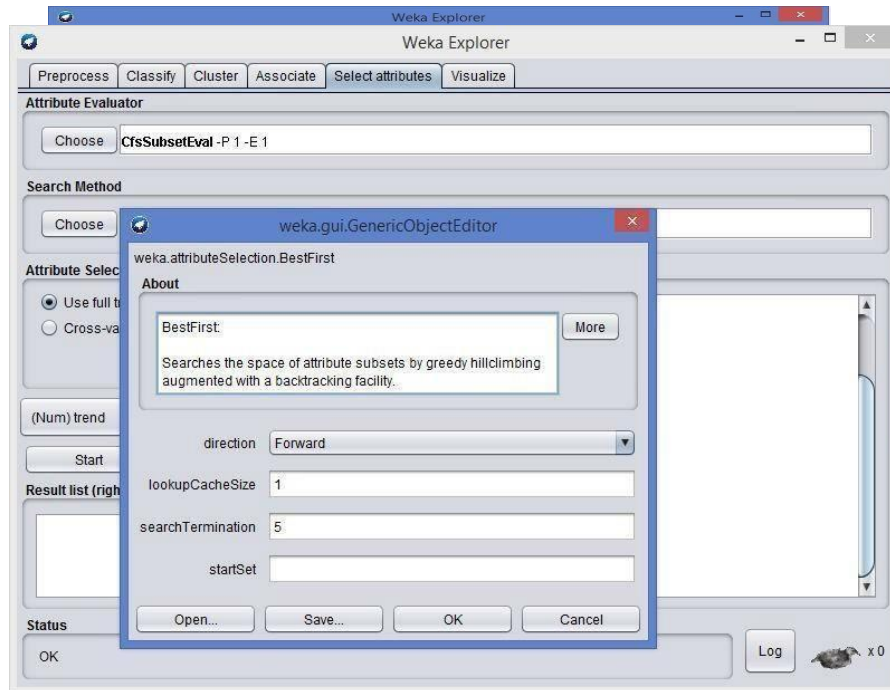 Weka Explorer
Weka Explorer
Preprocess Classify Cluster Associate Select attributes Visualize
Attribute Evaluator
Choose CfsSubsetEval -P 1 -E 1
Search Method
Choose
weka.gui.GenericObjectEditor
weka.attributeSelection.BestFirst
About
BestFirst:
More
Searches the space of attribute subsets by greedy hillclimbing
augmented with a backtracking facility.
Attribute Selec
Use full
Cross-va
direction Forward
lookupCacheSize 1
searchTermination 5
startSet
Open... Save... OK Cancel
(Num) trend
Start
Result list (righ
Status
OK
Log
x 0